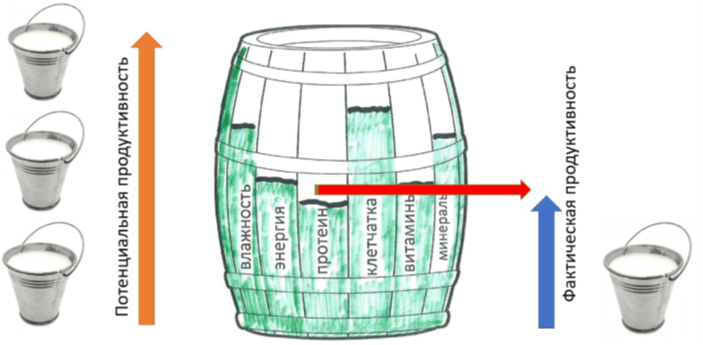 Потенциальная продуктивность
влажность
энергия
протеин
клетчатка
витамины
минералы
Фактическая продуктивность